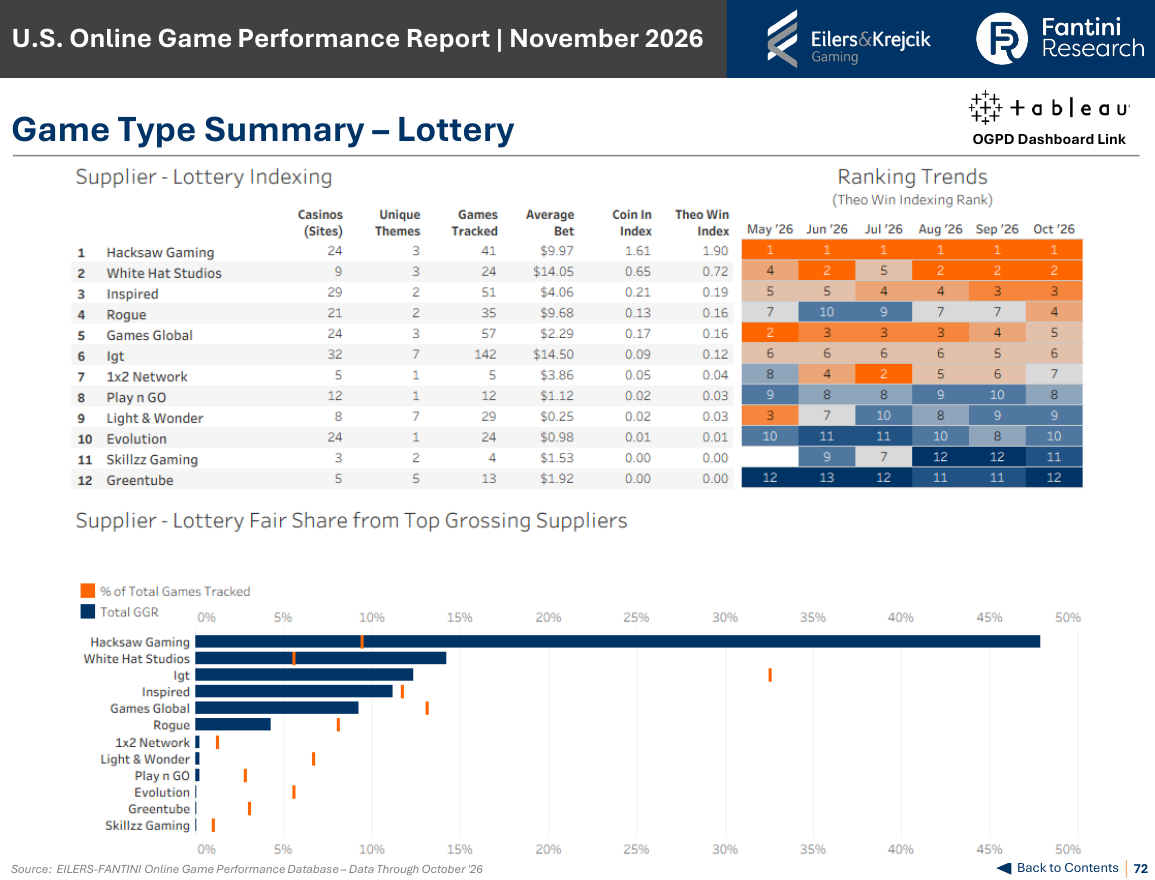 U.S. Online Game Performance Report | November 2026
Eilers&Krejcik
Gaming
Fantini
Research
Game Type Summary – Lottery
+ a b l e a u
OGPD Dashboard Link
Supplier - Lottery Indexing
Ranking Trends
(Theo Win Indexing Rank)
Casinos (Sites) Unique Themes Games Tracked Average Bet Coin In Index Theo Win Index May '26 Jun '26 Jul '26 Aug '26 Sep '26 Oct '26
1 Hacksaw Gaming 24 3 41 $9.97 1.61 1.90 1 1 1 1 1 1
2 White Hat Studios 9 3 24 $14.05 0.65 0.72 4 2 5 2 2 2
3 Inspired 29 2 51 $4.06 0.21 0.19 5 5 4 4 3 3
4 Rogue 21 2 35 $9.68 0.13 0.16 7 10 9 7 7 4
5 Games Global 24 3 57 $2.29 0.17 0.16 2 3 3 3 4 5
6 Igt 32 7 142 $14.50 0.09 0.12 6 6 6 6 5 6
7 1x2 Network 5 1 5 $3.86 0.05 0.04 8 4 2 5 6 7
8 Play n GO 12 1 12 $1.12 0.02 0.03 9 8 8 9 10 8
9 Light & Wonder 8 7 29 $0.25 0.02 0.03 3 7 10 8 9 9
10 Evolution 24 1 24 $0.98 0.01 0.01 10 11 11 10 8 10
11 Skillzz Gaming 3 2 4 $1.53 0.00 0.00 9 7 12 12 11
12 Greentube 5 5 13 $1.92 0.00 0.00 12 13 12 11 11 12
Supplier - Lottery Fair Share from Top Grossing Suppliers
% of Total Games Tracked
Total GGR
0% 5% 10% 15% 20% 25% 30% 35% 40% 45% 50%
Hacksaw Gaming
White Hat Studios
Igt
Inspired
Games Global
Rogue
1x2 Network
Light & Wonder
Play n GO
Evolution
Greentube
Skillzz Gaming
0% 5% 10% 15% 20% 25% 30% 35% 40% 45% 50%
Source: EILERS-FANTINI Online Game Performance Database – Data Through October '26
Back to Contents 72